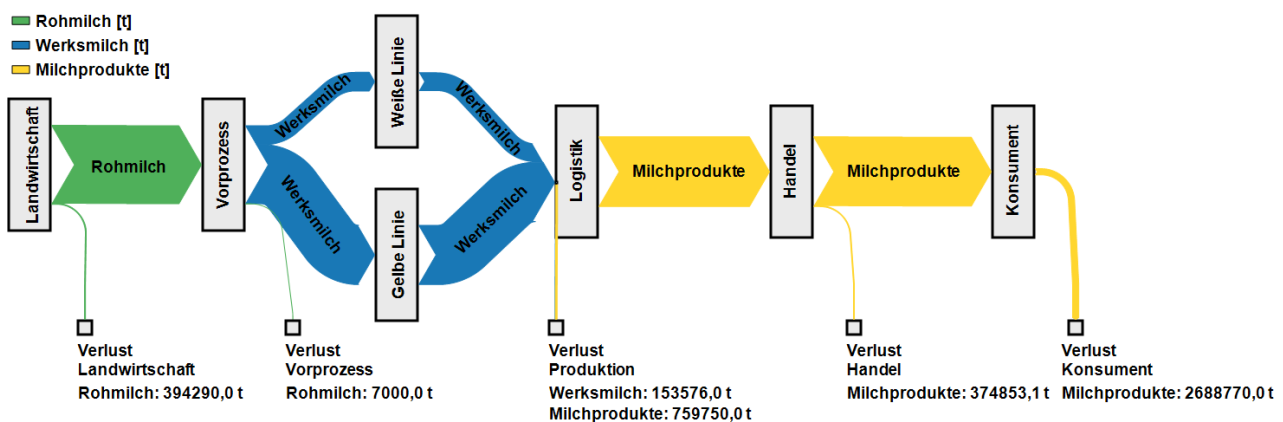 Rohmilch [t]
Werksmilch [t]
Milchprodukte [t]
Landwirtschaft
Rohmilch
Vorprozess
Werksmilch
Werksmilch
Weiße Linie
Gelbe Linie
Werksmilch
Werksmilch
Logistik
Milchprodukte
Handel
Milchprodukte
Konsument
Verlust
Landwirtschaft
Rohmilch: 394290,0 t
Verlust
Vorprozess
Rohmilch: 7000,0 t
Verlust
Produktion
Werksmilch: 153576,0 t
Milchprodukte: 759750,0 t
Verlust
Handel
Milchprodukte: 374853,1 t
Verlust
Konsument
Milchprodukte: 2688770,0 t